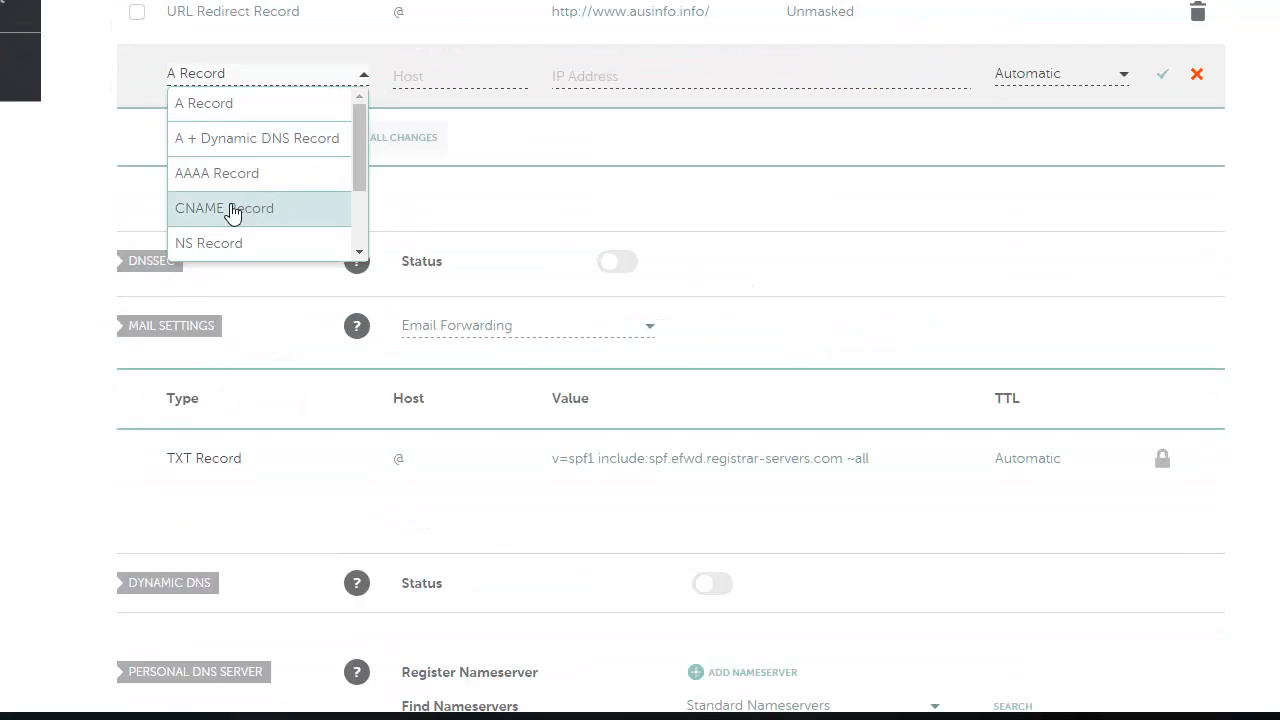 URL Redirect Record @ http://www.ausinfo.info/ Unmasked
A Record Host IP Address Automatic
A Record
A + Dynamic DNS Record
ALL CHANGES
AAAA Record
CNAME Record
NS Record
DNSSEC ? Status
MAIL SETTINGS ? Email Forwarding
Type Host Value TTL
TXT Record @ v=spf1 include:spf.efwd.registrar-servers.com ~all Automatic
DYNAMIC DNS ? Status
PERSONAL DNS SERVER ? Register Nameserver ADD NAMESERVER
Find Nameservers Standard Nameservers SEARCH